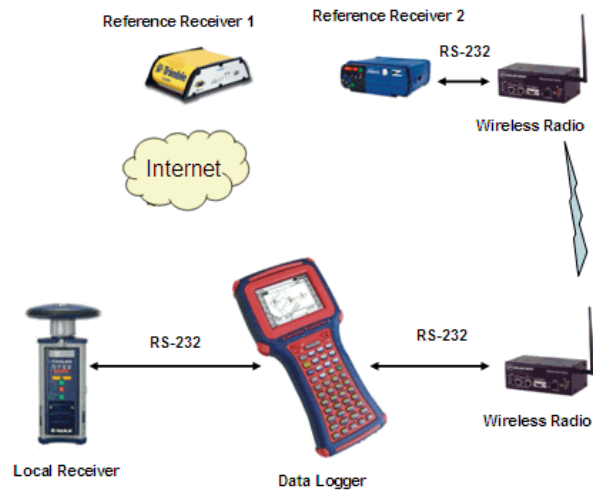 Reference Receiver 1
Reference Receiver 2
RS-232
Trimble
Wireless Radio
Internet
RS-232
RS-232
Wireless Radio
Local Receiver
Data Logger